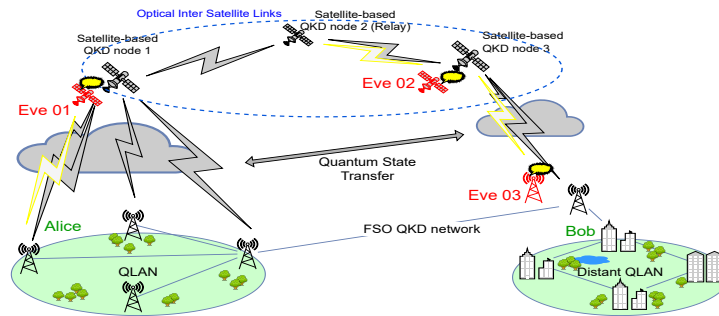 Optical Inter Satellite Links
Satellite-based
QKD node 2 (Relay)
Satellite-based
QKD node 1
Satellite-based
QKD node 3
Eve 01
Eve 02
Quantum State
Transfer
Eve 03
Alice
Bob
FSO QKD network
QLAN
Distant QLAN